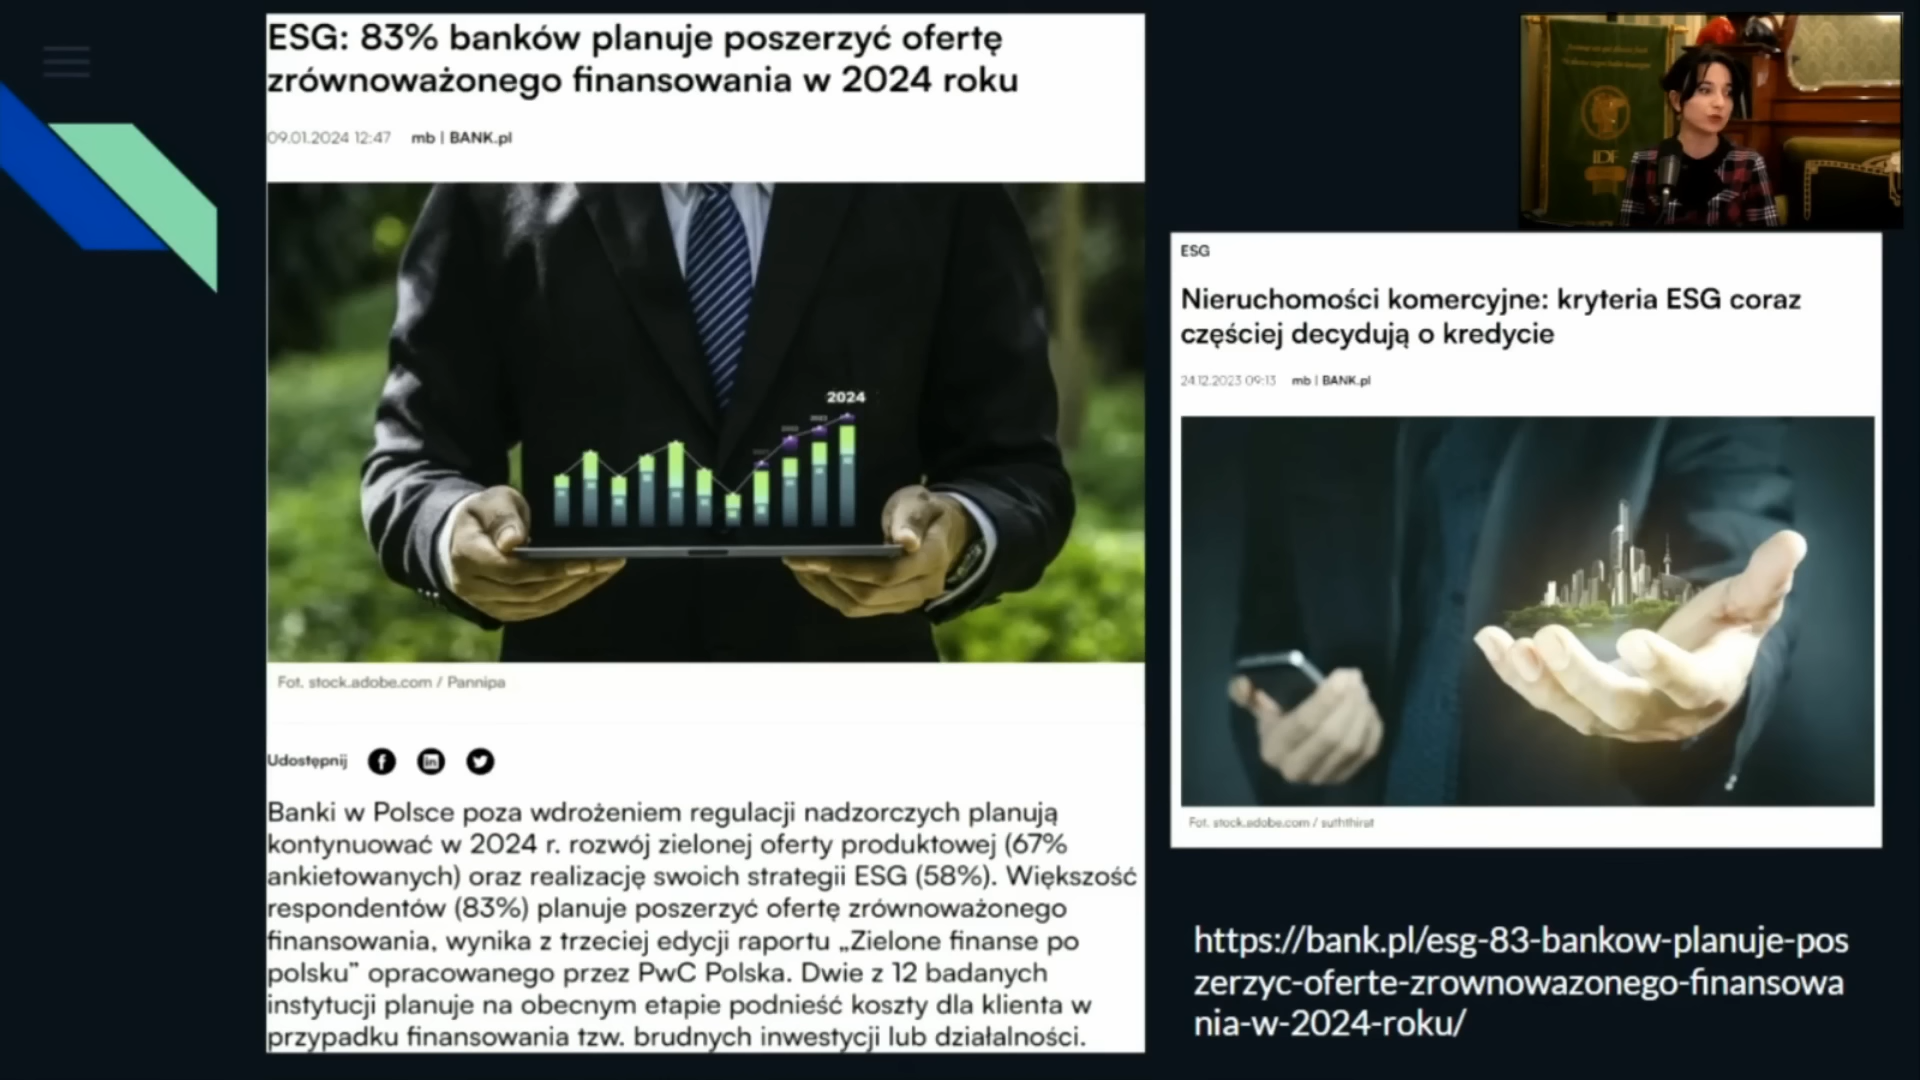 ESG: 83% banków planuje poszerzyć ofertę
zrównoważonego finansowania w 2024 roku
09.01.2024 12:47 mb | BANK.pl
2024
Fot. stock.adobe.com / Pannipa
Udostępnij
Banki w Polsce poza wdrożeniem regulacji nadzorczych planują
kontynuować w 2024 r. rozwój zielonej oferty produktowej (67%
ankietowanych) oraz realizację swoich strategii ESG (58%). Większość
respondentów (83%) planuje poszerzyć ofertę zrównoważonego
finansowania, wynika z trzeciej edycji raportu „Zielone finanse po
polsku” opracowanego przez PwC Polska. Dwie z 12 badanych
instytucji planuje na obecnym etapie podnieść koszty dla klienta w
przypadku finansowania tzw. brudnych inwestycji lub działalności.
IDF
ESG
Nieruchomości komercyjne: kryteria ESG coraz
częściej decydują o kredycie
24.12.2023 09:13 mb | BANK.pl
Fot. stock.adobe.com / suththirat
https://bank.pl/esg-83-bankow-planuje-pos
zerzyc-oferte-zrownowazonego-finansowa
nia-w-2024-roku/